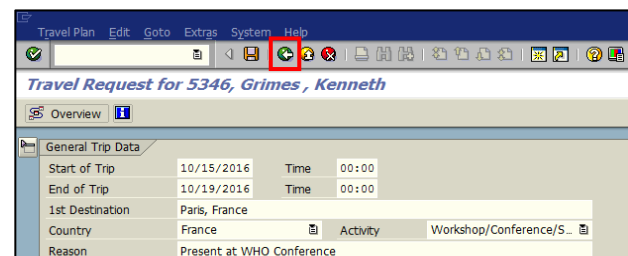 Travel Plan Edit Goto Extras System Help
Travel Request for 5346, Grimes , Kenneth
Overview
General Trip Data
Start of Trip 10/15/2016 Time 00:00
End of Trip 10/19/2016 Time 00:00
1st Destination Paris, France
Country France Activity Workshop/Conference/S...
Reason Present at WHO Conference